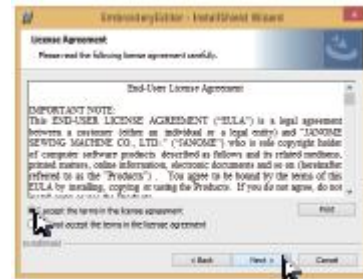 EmbroideryEditor - InstallShield Wizard
License Agreement
Please read the following license agreement carefully.
End-User License Agreement
IMPORTANT NOTE:
This END-USER LICENSE AGREEMENT ("EULA") is a legal agreement
between a customer (either an individual or a legal entity) and "JANOME
SEWING MACHINE CO., LTD." ("JANOME") who is sole copyright holder
of computer software products described as follows and its related mediums,
printed matters, online information, electronic documents and so on (hereinafter
referred to as the "Products"). You agree to be bound by the terms of this
EULA by installing, copying or using the Products. If you do not agree, do not
accept the terms in the license agreement
Print
not accept the terms in the license agreement
InstallShield
< Back
Next >
Cancel